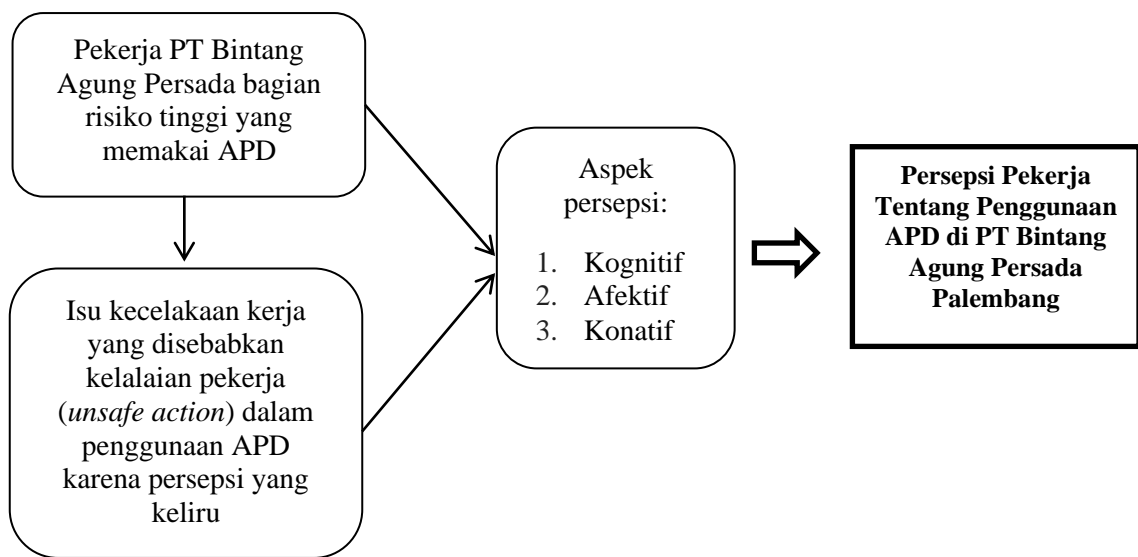 Pekerja PT Bintang
Agung Persada bagian
risiko tinggi yang
memakai APD
Isu kecelakaan kerja
yang disebabkan
kelalaian pekerja
(unsafe action) dalam
penggunaan APD
karena persepsi yang
keliru
Aspek
persepsi:
1. Kognitif
2. Afektif
3. Konatif
Persepsi Pekerja
Tentang Penggunaan
APD di PT Bintang
Agung Persada
Palembang